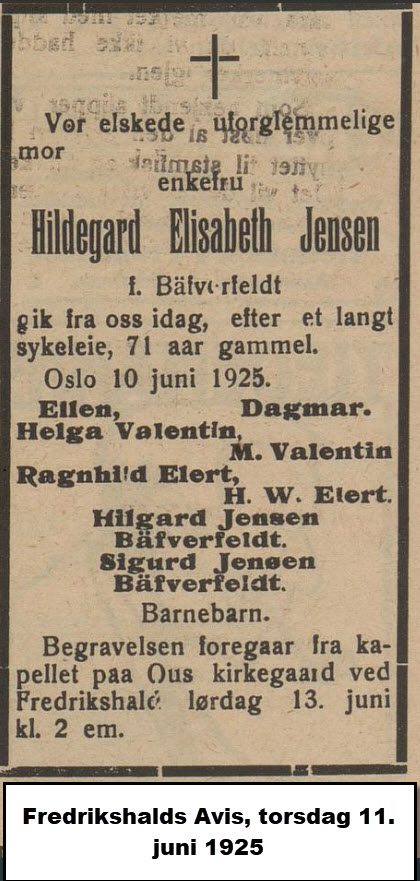 Vor elskede uforglemmelige
mor
enkefru
Hildegard Elisabeth Jensen
f. Bäfverfeldt
gik fra oss idag, efter et langt
sykeleie, 71 aar gammel.
Oslo 10 juni 1925.
Ellen, Dagmar.
Helga Valentin,
M. Valentin
Ragnhild Elert,
H. W. Elert.
Hilgard Jensen
Bäfverfeldt.
Sigurd Jensen
Bäfverfeldt.
Barnebarn.
Begravelsen foregaar fra ka-
pellet paa Ous kirkegaard ved
Fredrikshald lørdag 13. juni
kl. 2 em.
Fredrikshalds Avis, torsdag 11.
juni 1925